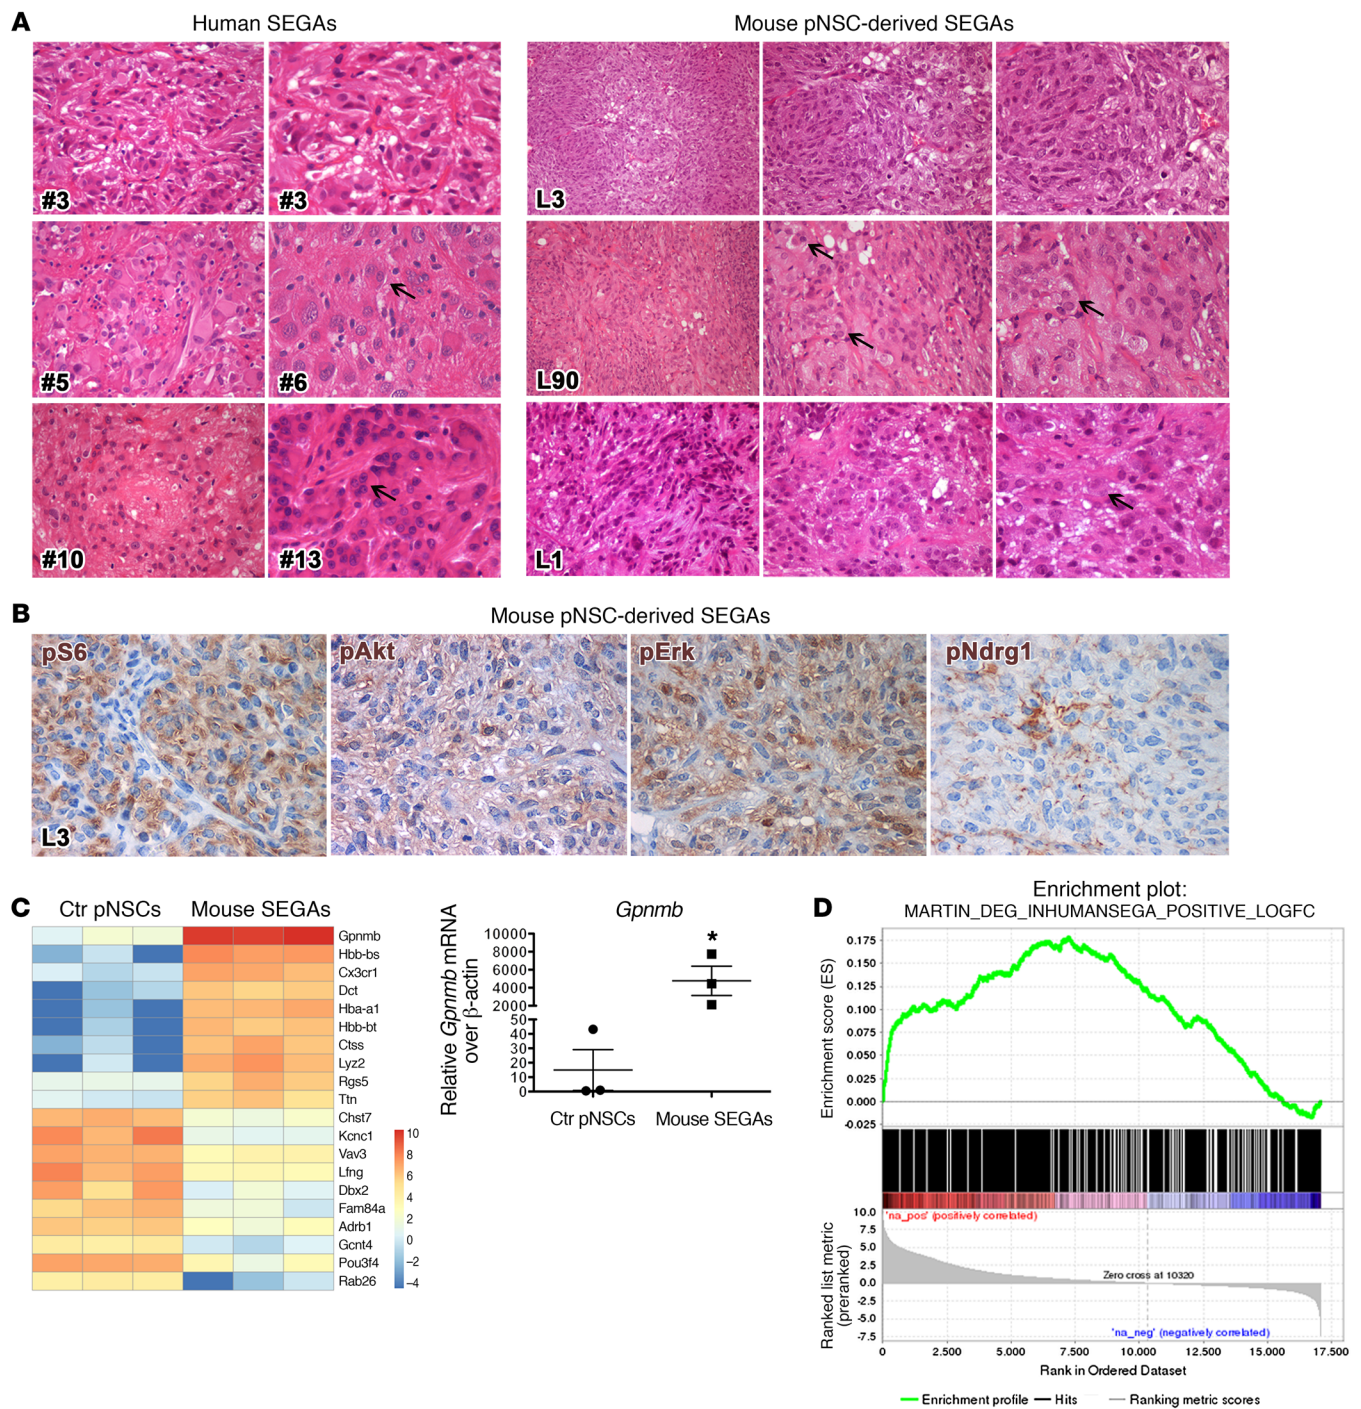 A
Human SEGAs
Mouse pNSC-derived SEGAs
#3
#3
L3
#5
#6
L90
#10
#13
L1
B
Mouse pNSC-derived SEGAs
pS6
pAkt
pErk
pNdrg1
L3
C
Ctr pNSCs
Mouse SEGAs
Gpnmb
Hbb-bs
Cx3cr1
Dct
Hba-a1
Hbb-bt
Ctss
Lyz2
Rgs5
Ttn
Chst7
Kcnc1
Vav3
Lfng
Dbx2
Fam84a
Adrb1
Gcnt4
Pou3f4
Rab26
10
8
6
4
2
0
−2
−4
Gpnmb
Relative Gpnmb mRNA
over β-actin
10000
8000
6000
4000
2000
50
40
30
20
10
0
*
Ctr pNSCs
Mouse SEGAs
D
Enrichment plot:
MARTIN_DEG_INHUMANSEGA_POSITIVE_LOGFC
Enrichment score (ES)
0.175
0.150
0.125
0.100
0.075
0.050
0.025
0.000
-0.025
Ranked list metric
(preranked)
10.0
7.5
5.0
2.5
0.0
-2.5
-5.0
-7.5
'na_pos' (positively correlated)
Zero cross at 10320
'na_neg' (negatively correlated)
0
2.500
5.000
7.500
10.000
12.500
15.000
17.500
Rank in Ordered Dataset
Enrichment profile
Hits
Ranking metric scores